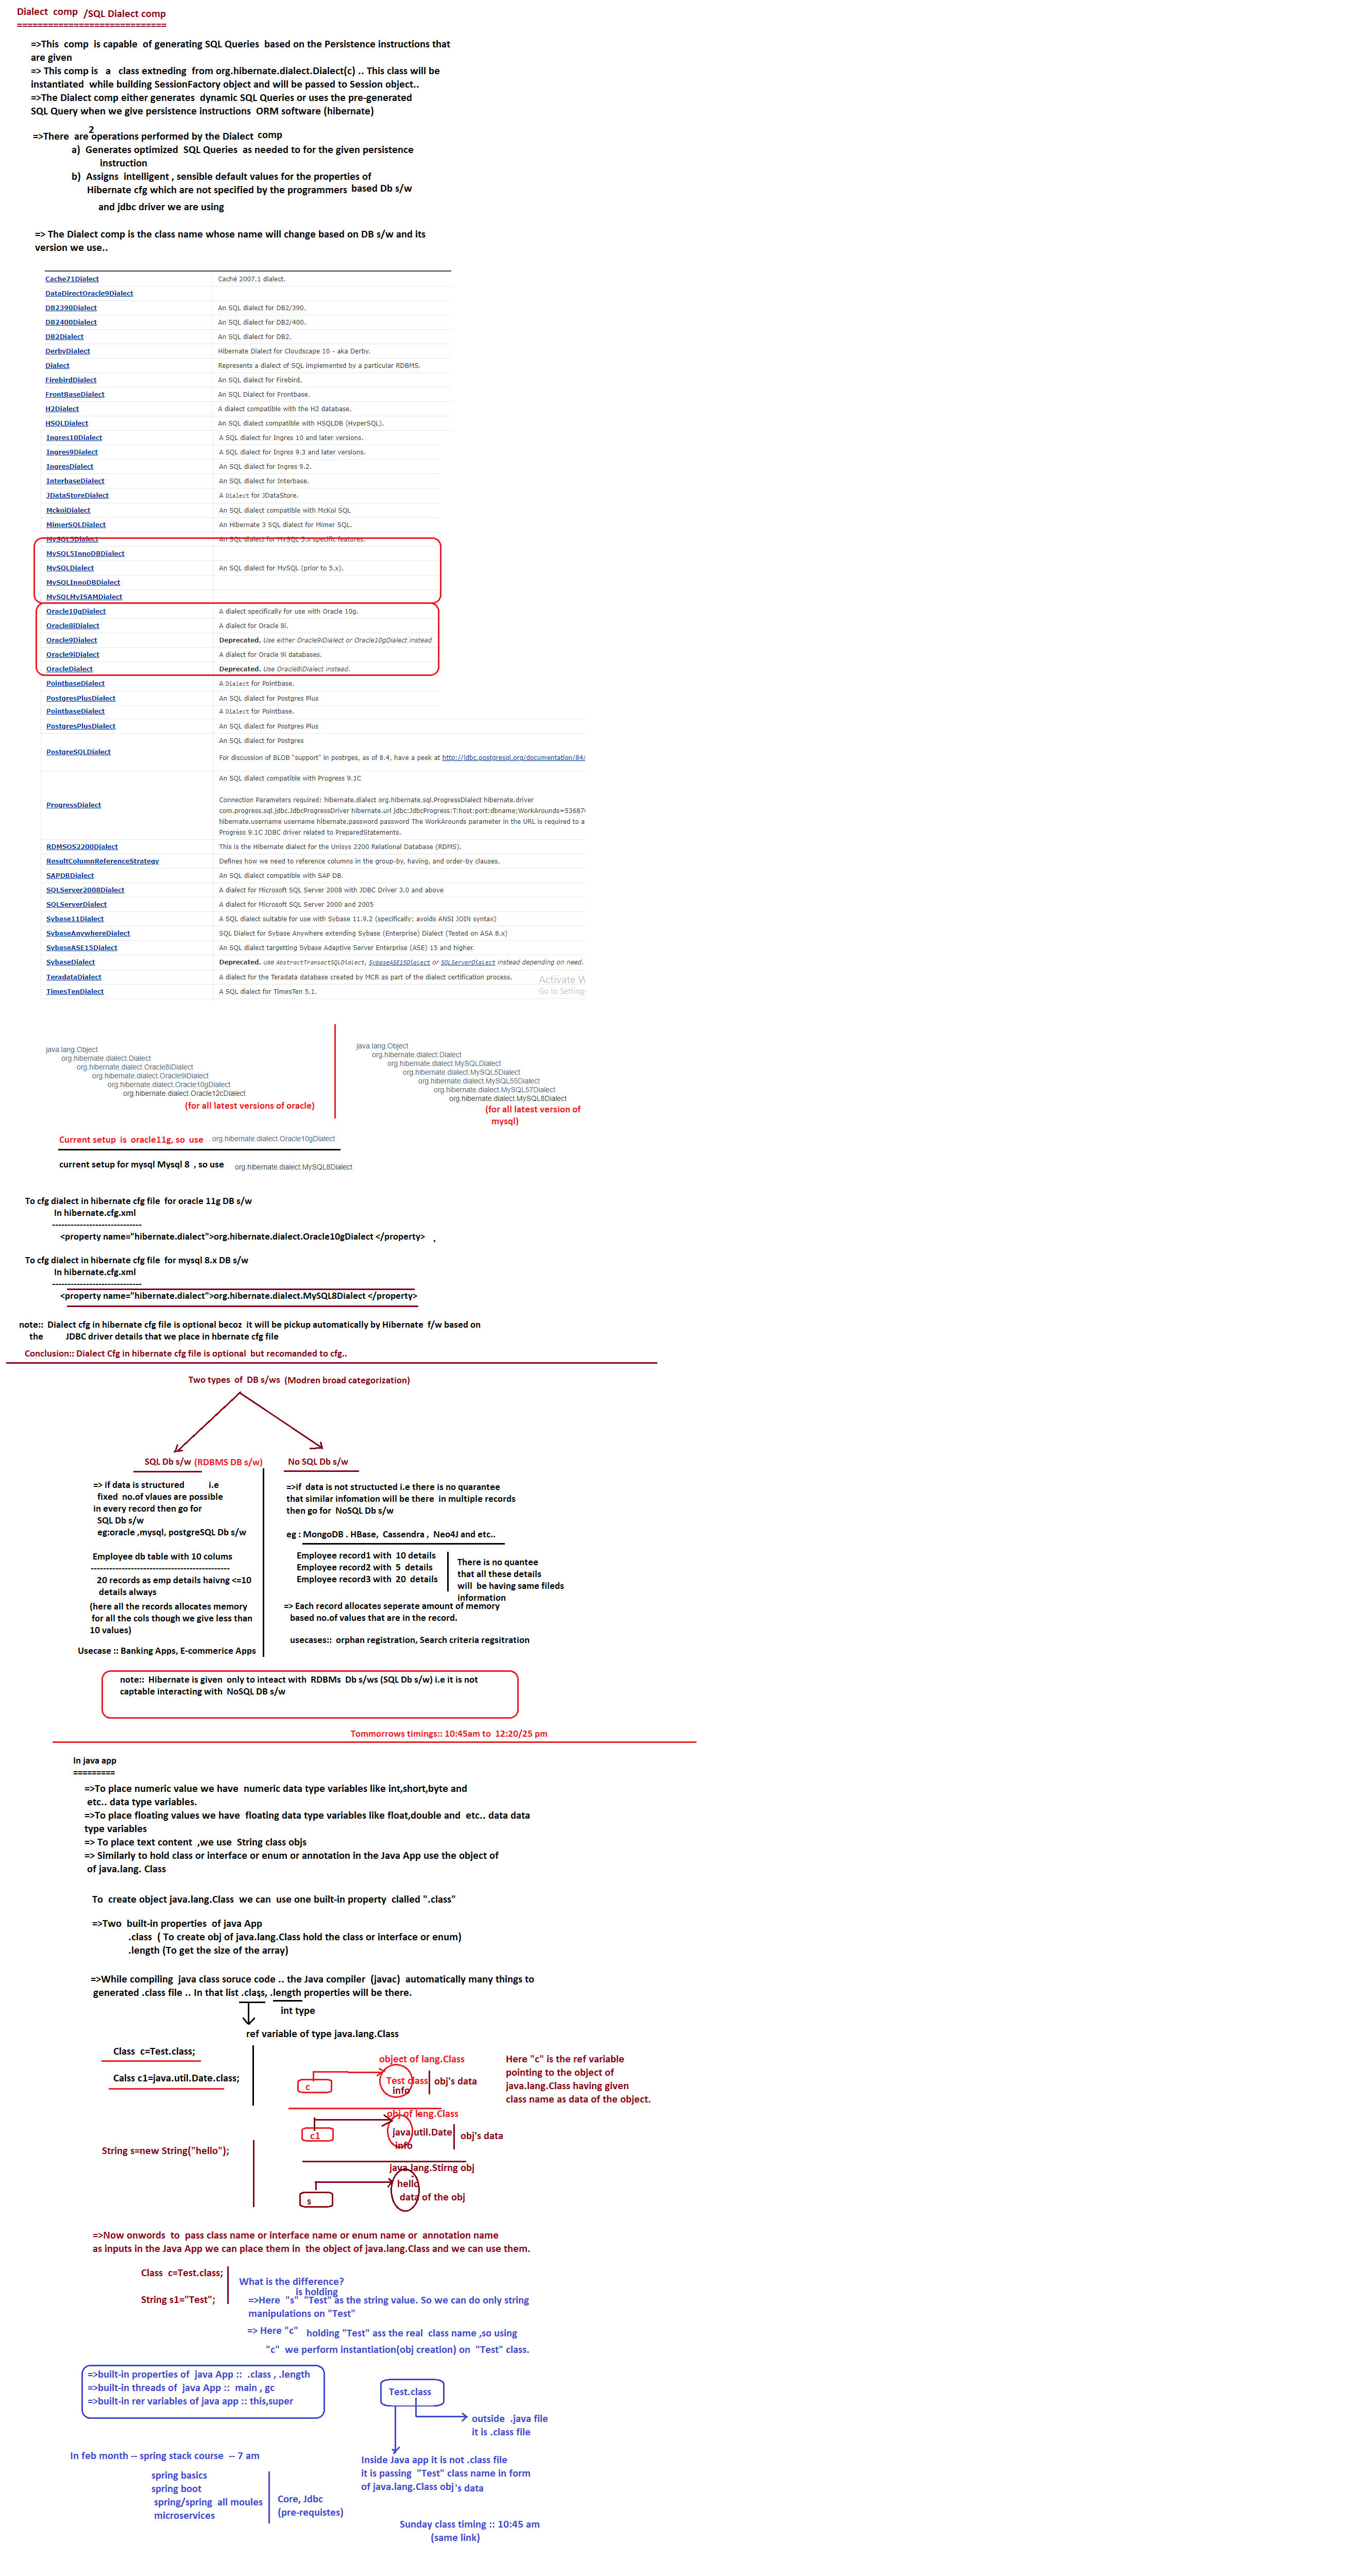 Dialect comp /SQL Dialect comp
=============================
=>This comp is capable of generating SQL Queries based on the Persistence instructions that
are given
=> This comp is a class extneding from org.hibernate.dialect.Dialect(c) .. This class will be
instantiated while building SessionFactory object and will be passed to Session object..
=>The Dialect comp either generates dynamic SQL Queries or uses the pre-generated
SQL Query when we give persistence instructions ORM software (hibernate)
=>There are 2 operations performed by the Dialect comp
a) Generates optimized SQL Queries as needed to for the given persistence
instruction
b) Assigns intelligent , sensible default values for the properties of
Hibernate cfg which are not specified by the programmers based Db s/w
and jdbc driver we are using
=> The Dialect comp is the class name whose name will change based on DB s/w and its
version we use..
Cache71Dialect Caché 2007.1 dialect.
DataDirectOracle9Dialect
DB2390Dialect An SQL dialect for DB2/390.
DB2400Dialect An SQL dialect for DB2/400.
DB2Dialect An SQL dialect for DB2.
DerbyDialect Hibernate Dialect for Cloudscape 10 - aka Derby.
Dialect Represents a dialect of SQL implemented by a particular RDBMS.
FirebirdDialect An SQL dialect for Firebird.
FrontBaseDialect An SQL Dialect for Frontbase.
H2Dialect A dialect compatible with the H2 database.
HSQLDialect An SQL dialect compatible with HSQLDB (HyperSQL).
Ingres10Dialect A SQL dialect for Ingres 10 and later versions.
Ingres9Dialect A SQL dialect for Ingres 9.3 and later versions.
IngresDialect An SQL dialect for Ingres 9.2.
InterbaseDialect An SQL dialect for Interbase.
JDataStoreDialect A Dialect for JDataStore.
MckoiDialect An SQL dialect compatible with McKoi SQL
MimerSQLDialect An Hibernate 3 SQL dialect for Mimer SQL.
MySQL5Dialect An SQL dialect for MySQL 5.x specific features.
MySQL5InnoDBDialect
MySQLDialect An SQL dialect for MySQL (prior to 5.x).
MySQLInnoDBDialect
MySQLMyISAMDialect
Oracle10gDialect A dialect specifically for use with Oracle 10g.
Oracle8iDialect A dialect for Oracle 8i.
Oracle9Dialect Deprecated. Use either Oracle9iDialect or Oracle10gDialect instead
Oracle9iDialect A dialect for Oracle 9i databases.
OracleDialect Deprecated. Use Oracle8iDialect instead.
PointbaseDialect A Dialect for Pointbase.
PostgresPlusDialect An SQL dialect for Postgres Plus
PointbaseDialect A Dialect for Pointbase.
PostgresPlusDialect An SQL dialect for Postgres Plus
PostgreSQLDialect An SQL dialect for Postgres
For discussion of BLOB "support" in postrges, as of 8.4, have a peek at http://jdbc.postgresql.org/documentation/84/
ProgressDialect An SQL dialect compatible with Progress 9.1C
Connection Parameters required: hibernate.dialect org.hibernate.sql.ProgressDialect hibernate.driver
com.progress.sql.jdbc.JdbcProgressDriver hibernate.url jdbc:JdbcProgress:T:host:port:dbname;WorkArounds=536870
hibernate.username username hibernate.password password The WorkArounds parameter in the URL is required to a
Progress 9.1C JDBC driver related to PreparedStatements.
RDMSOS2200Dialect This is the Hibernate dialect for the Unisys 2200 Relational Database (RDMS).
ResultColumnReferenceStrategy Defines how we need to reference columns in the group-by, having, and order-by clauses.
SAPDBDialect An SQL dialect compatible with SAP DB.
SQLServer2008Dialect A dialect for Microsoft SQL Server 2008 with JDBC Driver 3.0 and above
SQLServerDialect A dialect for Microsoft SQL Server 2000 and 2005
Sybase11Dialect A SQL dialect suitable for use with Sybase 11.9.2 (specifically: avoids ANSI JOIN syntax)
SybaseAnywhereDialect SQL Dialect for Sybase Anywhere extending Sybase (Enterprise) Dialect (Tested on ASA 8.x)
SybaseASE15Dialect An SQL dialect targetting Sybase Adaptive Server Enterprise (ASE) 15 and higher.
SybaseDialect Deprecated. use AbstractTransactSQLDialect, SybaseASE15Dialect or SQLServerDialect instead depending on need.
TeradataDialect A dialect for the Teradata database created by MCR as part of the dialect certification process.
TimesTenDialect A SQL dialect for TimesTen 5.1.
Activate W
Go to Setting
java.lang.Object
org.hibernate.dialect.Dialect
org.hibernate.dialect.Oracle8iDialect
org.hibernate.dialect.Oracle9iDialect
org.hibernate.dialect.Oracle10gDialect
org.hibernate.dialect.Oracle12cDialect
(for all latest versions of oracle)
java.lang.Object
org.hibernate.dialect.Dialect
org.hibernate.dialect.MySQLDialect
org.hibernate.dialect.MySQL5Dialect
org.hibernate.dialect.MySQL55Dialect
org.hibernate.dialect.MySQL57Dialect
org.hibernate.dialect.MySQL8Dialect
(for all latest version of
mysql)
Current setup is oracle11g, so use org.hibernate.dialect.Oracle10gDialect
current setup for mysql Mysql 8 , so use org.hibernate.dialect.MySQL8Dialect
To cfg dialect in hibernate cfg file for oracle 11g DB s/w
In hibernate.cfg.xml
-----------------------------
<property name="hibernate.dialect">org.hibernate.dialect.Oracle10gDialect </property> .
To cfg dialect in hibernate cfg file for mysql 8.x DB s/w
In hibernate.cfg.xml
-----------------------------
<property name="hibernate.dialect">org.hibernate.dialect.MySQL8Dialect </property>
note:: Dialect cfg in hibernate cfg file is optional becoz it will be pickup automatically by Hibernate f/w based on
the JDBC driver details that we place in hbernate cfg file
Conclusion:: Dialect Cfg in hibernate cfg file is optional but recomanded to cfg..
Two types of DB s/ws (Modren broad categorization)
SQL Db s/w (RDBMS DB s/w)
=> if data is structured i.e
fixed no.of vlaues are possible
in every record then go for
SQL Db s/w
eg:oracle ,mysql, postgreSQL Db s/w
Employee db table with 10 colums
---------------------------------------------
20 records as emp details haivng <=10
details always
(here all the records allocates memory
for all the cols though we give less than
10 values)
Usecase :: Banking Apps, E-commerice Apps
No SQL Db s/w
=>if data is not structucted i.e there is no quarantee
that similar infomation will be there in multiple records
then go for NoSQL Db s/w
eg : MongoDB . HBase, Cassendra , Neo4J and etc..
Employee record1 with 10 details
Employee record2 with 5 details
Employee record3 with 20 details
There is no quantee
that all these details
will be having same fileds
information
=> Each record allocates seperate amount of memory
based no.of values that are in the record.
usecases:: orphan registration, Search criteria regsitration
note:: Hibernate is given only to inteact with RDBMs Db s/ws (SQL Db s/w) i.e it is not
captable interacting with NoSQL DB s/w
Tommorrows timings:: 10:45am to 12:20/25 pm
In java app
=========
=>To place numeric value we have numeric data type variables like int,short,byte and
etc.. data type variables.
=>To place floating values we have floating data type variables like float,double and etc.. data data
type variables
=> To place text content ,we use String class objs
=> Similarly to hold class or interface or enum or annotation in the Java App use the object of
of java.lang. Class
To create object java.lang.Class we can use one built-in property clalled ".class"
=>Two built-in properties of java App
.class ( To create obj of java.lang.Class hold the class or interface or enum)
.length (To get the size of the array)
=>While compiling java class soruce code .. the Java compiler (javac) automatically many things to
generated .class file .. In that list .class, .length properties will be there.
int type
ref variable of type java.lang.Class
Class c=Test.class;
Calss c1=java.util.Date.class;
String s=new String("hello");
object of lang.Class
c
Test class
info
obj's data
obj of lang.Class
c1
java.util.Date
info
obj's data
java.lang.Stirng obj
s
hello
data of the obj
Here "c" is the ref variable
pointing to the object of
java.lang.Class having given
class name as data of the object.
=>Now onwords to pass class name or interface name or enum name or annotation name
as inputs in the Java App we can place them in the object of java.lang.Class and we can use them.
Class c=Test.class;
String s1="Test";
What is the difference?
=>Here "s" is holding "Test" as the string value. So we can do only string
manipulations on "Test"
=> Here "c" holding "Test" ass the real class name ,so using
"c" we perform instantiation(obj creation) on "Test" class.
=>built-in properties of java App :: .class , .length
=>built-in threads of java App :: main , gc
=>built-in rer variables of java app :: this,super
Test.class
outside .java file
it is .class file
Inside Java app it is not .class file
it is passing "Test" class name in form
of java.lang.Class obj's data
In feb month -- spring stack course -- 7 am
spring basics
spring boot
spring/spring all moules
microservices
Core, Jdbc
(pre-requistes)
Sunday class timing :: 10:45 am
(same link)